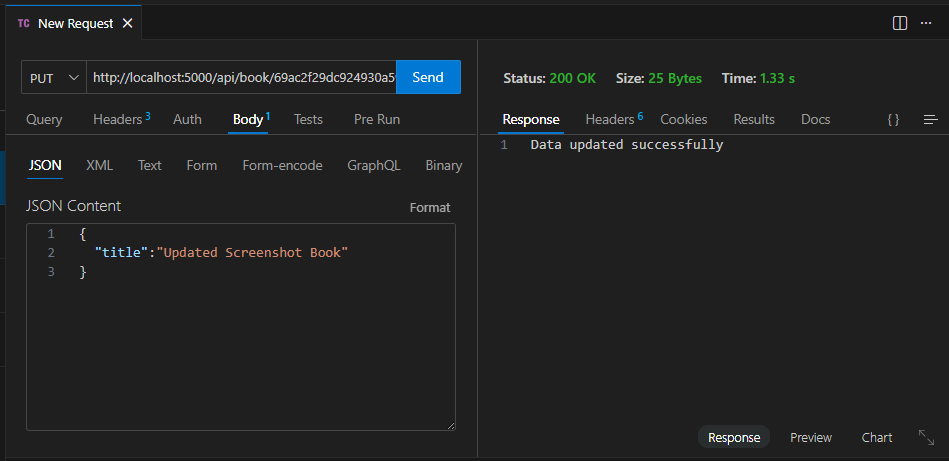 TC New Request
PUT http://localhost:5000/api/book/69ac2f29dc924930a5 Send
Query Headers 3 Auth Body 1 Tests Pre Run
JSON XML Text Form Form-encode GraphQL Binary
JSON Content Format
1 {
2 "title":"Updated Screenshot Book"
3 }
Status: 200 OK Size: 25 Bytes Time: 1.33 s
Response Headers 6 Cookies Results Docs {}
1 Data updated successfully
Response Preview Chart